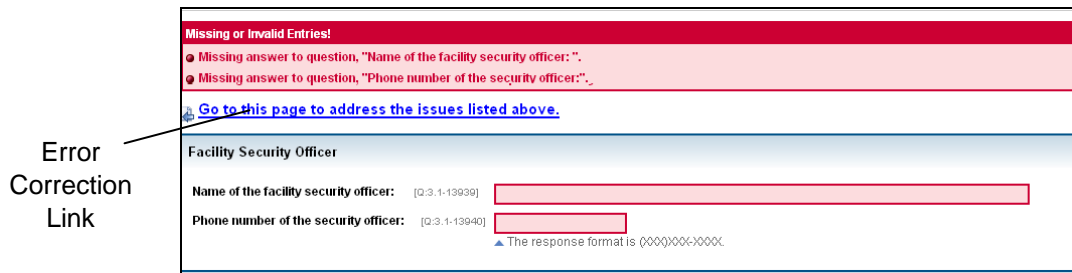 Missing or Invalid Entries!
Missing answer to question, "Name of the facility security officer: ".
Missing answer to question, "Phone number of the security officer:".
Go to this page to address the issues listed above.
Error
Correction
Link
Facility Security Officer
Name of the facility security officer: [Q:3.1-13939]
Phone number of the security officer: [Q:3.1-13940]
The response format is (XXX)XXX-XXXX.